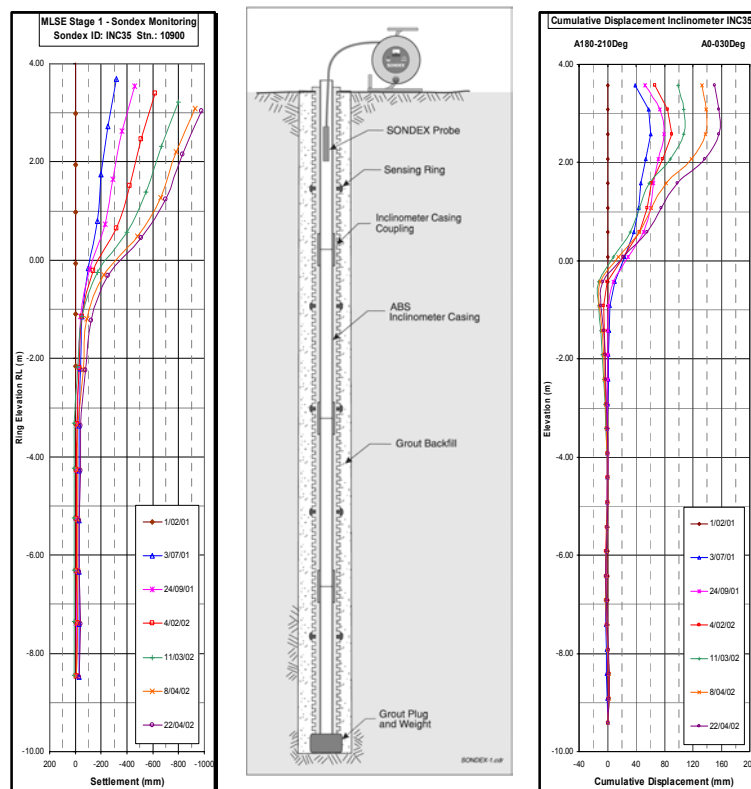 MLSE Stage 1 - Sondex Monitoring
Sondex ID: INC35 Stn.: 10900
4.00
2.00
0.00
-2.00
-4.00
-6.00
-8.00
-10.00
Ring Elevation RL (m)
1/02/01
3/07/01
24/09/01
4/02/02
11/03/02
8/04/02
22/04/02
200 0 -200 -400 -600 -800 -1000
Settlement (mm)
SONDEX
SONDEX Probe
Sensing Ring
Inclinometer Casing
Coupling
ABS
Inclinometer Casing
Grout Backfill
Grout Plug
and Weight
SONDEX-1.cdr
Cumulative Displacement Inclinometer INC35
A180-210Deg A0-030Deg
4.00
2.00
0.00
-2.00
-4.00
-6.00
-8.00
-10.00
Elevation (m)
1/02/01
3/07/01
24/09/01
4/02/02
11/03/02
8/04/02
22/04/02
-40 0 40 80 120 160 20
Cumulative Displacement (mm)